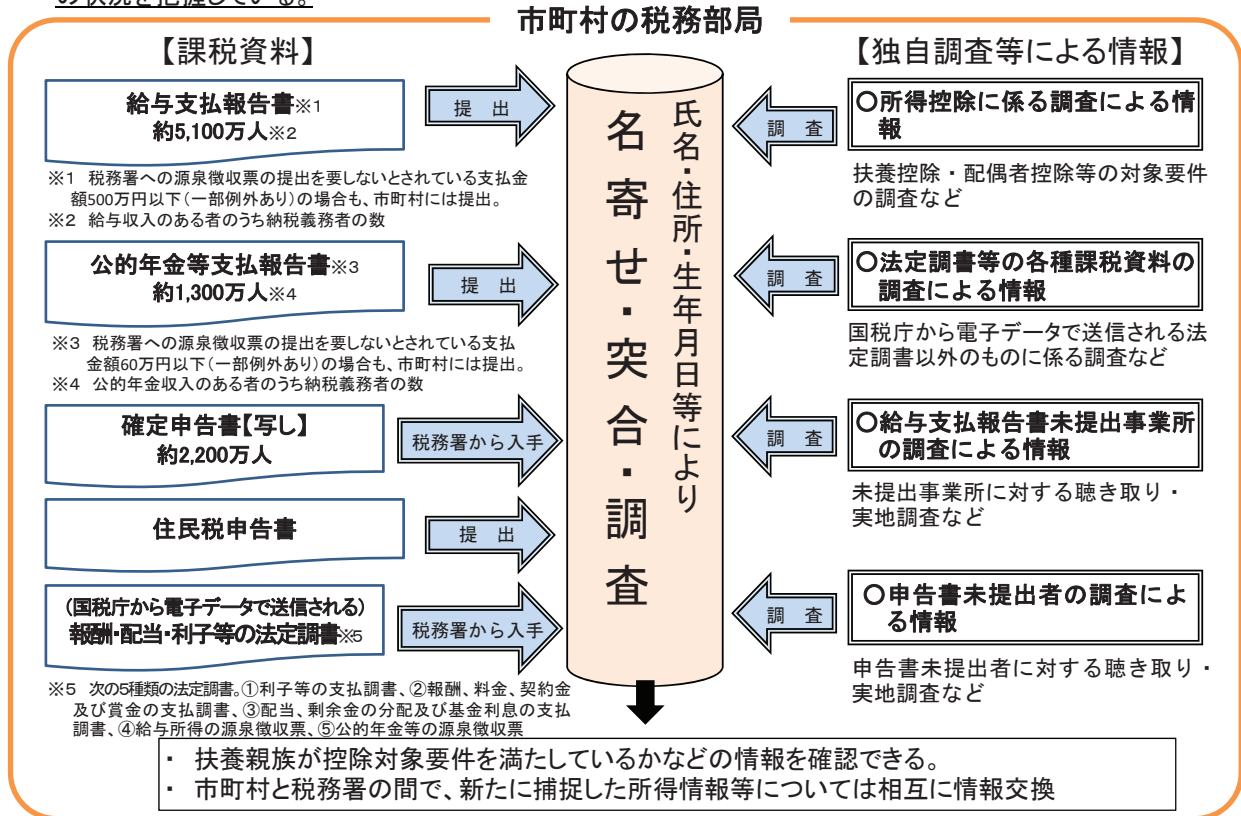 の状況を把握している。
市町村の税務部局
【課税資料】
給与支払報告書※1
約5,100万人※2
提 出
※1 税務署への源泉徴収票の提出を要しないとされている支払金
額500万円以下(一部例外あり)の場合も、市町村には提出。
※2 給与収入のある者のうち納税義務者の数
公的年金等支払報告書※3
約1,300万人※4
提 出
※3 税務署への源泉徴収票の提出を要しないとされている支払
金額60万円以下(一部例外あり)の場合も、市町村には提出。
※4 公的年金収入のある者のうち納税義務者の数
確定申告書【写し】
約2,200万人
税務署から入手
住民税申告書
提 出
(国税庁から電子データで送信される)
報酬・配当・利子等の法定調書※5
税務署から入手
※5 次の5種類の法定調書。①利子等の支払調書、②報酬、料金、契約金
及び賞金の支払調書、③配当、剰余金の分配及び基金利息の支払
調書、④給与所得の源泉徴収票、⑤公的年金等の源泉徴収票
氏名・住所・生年月日等により
名寄せ・突合・調査
【独自調査等による情報】
調 査
○所得控除に係る調査による情
報
扶養控除・配偶者控除等の対象要件
の調査など
調 査
○法定調書等の各種課税資料の
調査による情報
国税庁から電子データで送信される法
定調書以外のものに係る調査など
調 査
○給与支払報告書未提出事業所
の調査による情報
未提出事業所に対する聴き取り・
実地調査など
調 査
○申告書未提出者の調査によ
る情報
申告書未提出者に対する聴き取り・
実地調査など
・ 扶養親族が控除対象要件を満たしているかなどの情報を確認できる。
・ 市町村と税務署の間で、新たに捕捉した所得情報等については相互に情報交換